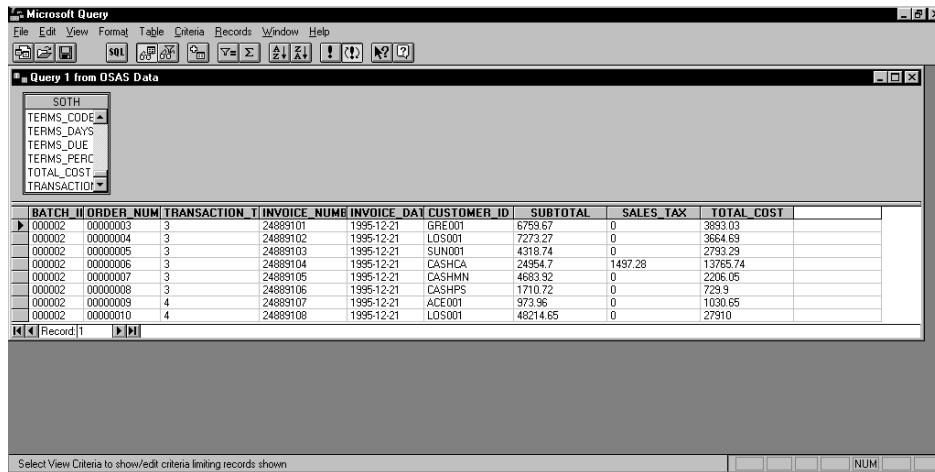 Microsoft Query
File Edit View Format Table Criteria Records Window Help
SQL
Query 1 from OSAS Data
SOTH
TERMS_CODE
TERMS_DAYS
TERMS_DUE
TERMS_PERC
TOTAL_COST
TRANSACTION
BATCH_I ORDER_NUM TRANSACTION_T INVOICE_NUMB INVOICE_DAT CUSTOMER_ID SUBTOTAL SALES_TAX TOTAL_COST
000002 00000003 3 24889101 1995-12-21 GRE001 6759.67 0 3893.03
000002 00000004 3 24889102 1995-12-21 LOS001 7273.27 0 3664.69
000002 00000005 3 24889103 1995-12-21 SUN001 4318.74 0 2793.29
000002 00000006 3 24889104 1995-12-21 CASHCA 24954.7 1497.28 13765.74
000002 00000007 3 24889105 1995-12-21 CASHMN 4683.92 0 2206.05
000002 00000008 3 24889106 1995-12-21 CASHPS 1710.72 0 729.9
000002 00000009 4 24889107 1995-12-21 ACE001 973.96 0 1030.65
000002 00000010 4 24889108 1995-12-21 LOS001 48214.65 0 27910
Record: 1
Select View Criteria to show/edit criteria limiting records shown
NUM